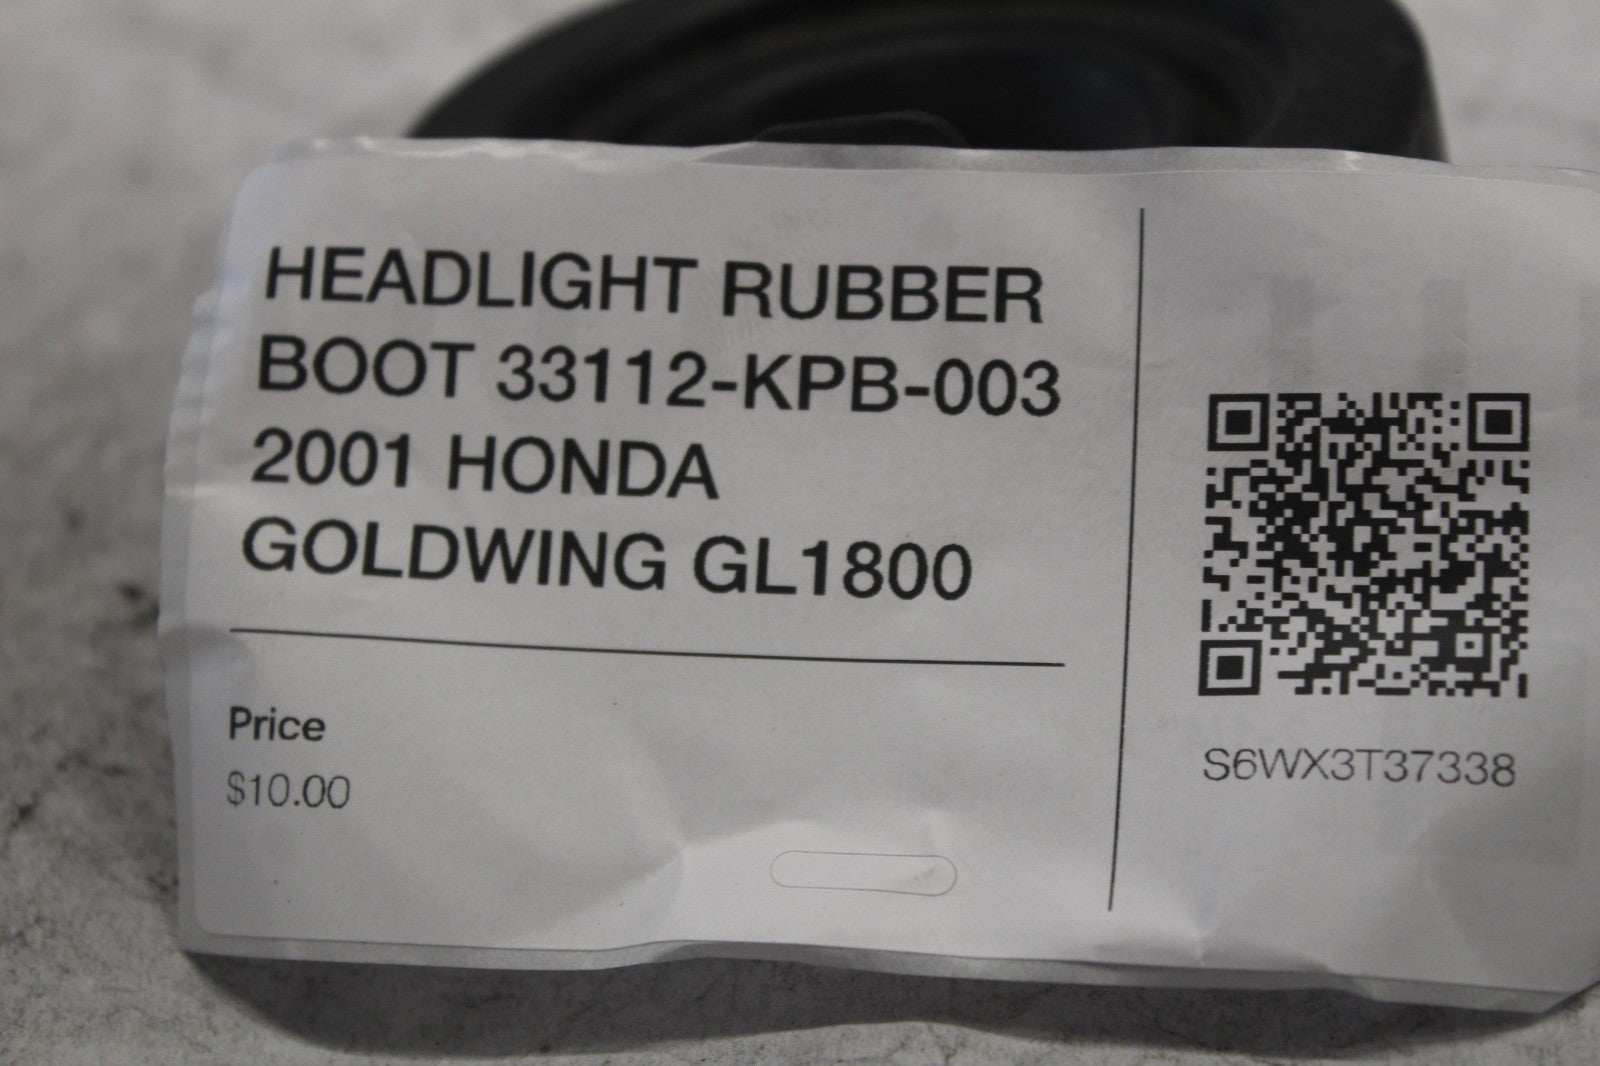 HEADLIGHT RUBBER
BOOT 33112-KPB-003
2001 HONDA
GOLDWING GL1800
Price
$10.00
S6WX3T37338